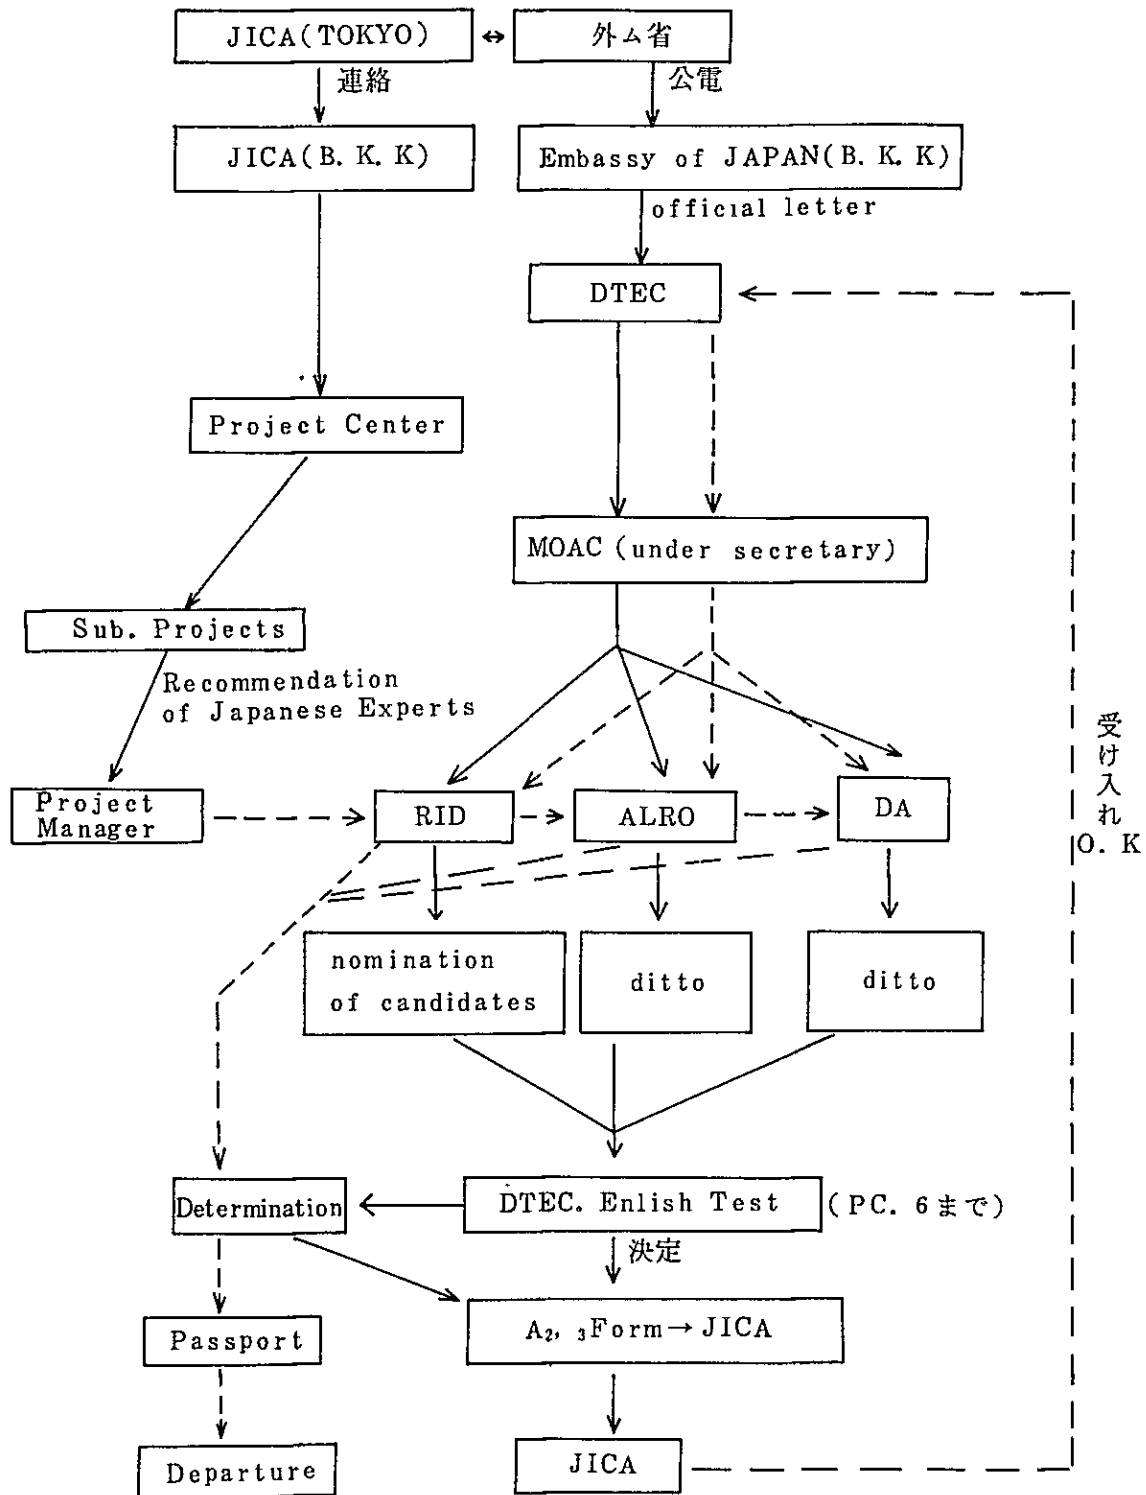 JICA(TOKYO) ↔ 外ム省
連絡
公電
JICA(B. K. K)
Embassy of JAPAN(B. K. K)
official letter
DTEC
Project Center
MOAC (under secretary)
Sub. Projects
Recommendation
of Japanese Experts
受け入れ
O. K
Project
Manager
RID
ALRO
DA
nomination
of candidates
ditto
ditto
Determination
DTEC. Enlish Test
(PC. 6まで)
決定
A₂, ₃Form→JICA
Passport
JICA
Departure